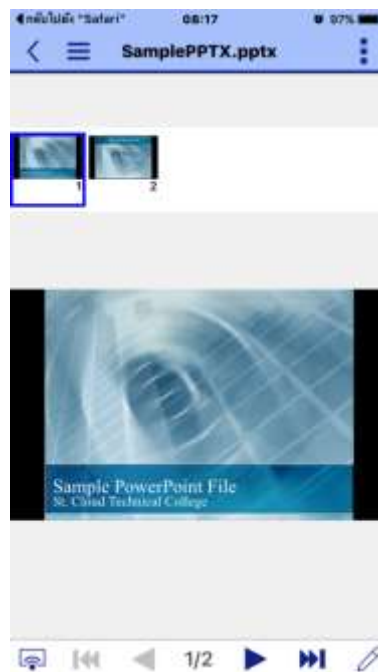 กลับไปยัง "Safari" 08:17 97%
SamplePPTX.pptx
1 2
Sample PowerPoint File
St. Cloud Technical College
1/2